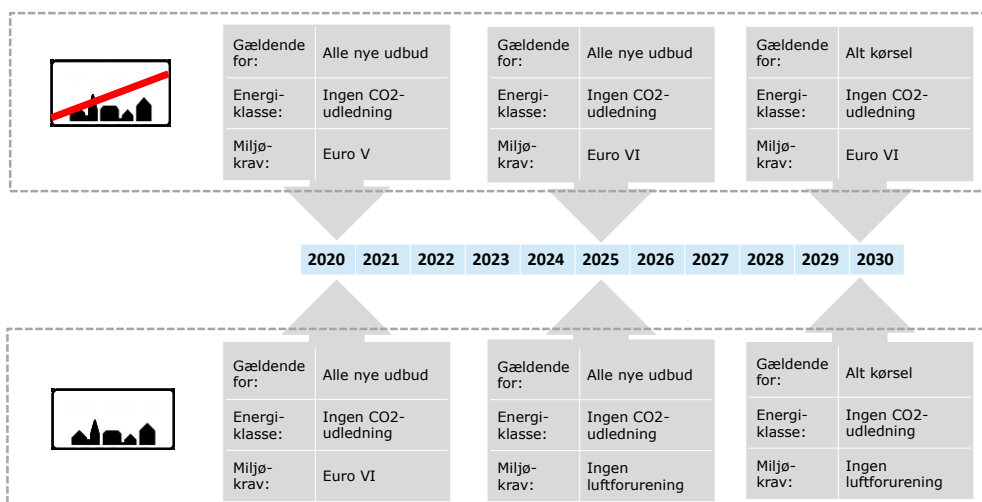 Gældende
for:
Alle nye udbud
Energi-
klasse:
Ingen CO2-
udledning
Miljø-
krav:
Euro V
Gældende
for:
Alle nye udbud
Energi-
klasse:
Ingen CO2-
udledning
Miljø-
krav:
Euro VI
Gældende
for:
Alt kørsel
Energi-
klasse:
Ingen CO2-
udledning
Miljø-
krav:
Euro VI
2020 2021 2022 2023 2024 2025 2026 2027 2028 2029 2030
Gældende
for:
Alle nye udbud
Energi-
klasse:
Ingen CO2-
udledning
Miljø-
krav:
Euro VI
Gældende
for:
Alle nye udbud
Energi-
klasse:
Ingen CO2-
udledning
Miljø-
krav:
Ingen
luftforurening
Gældende
for:
Alt kørsel
Energi-
klasse:
Ingen CO2-
udledning
Miljø-
krav:
Ingen
luftforurening